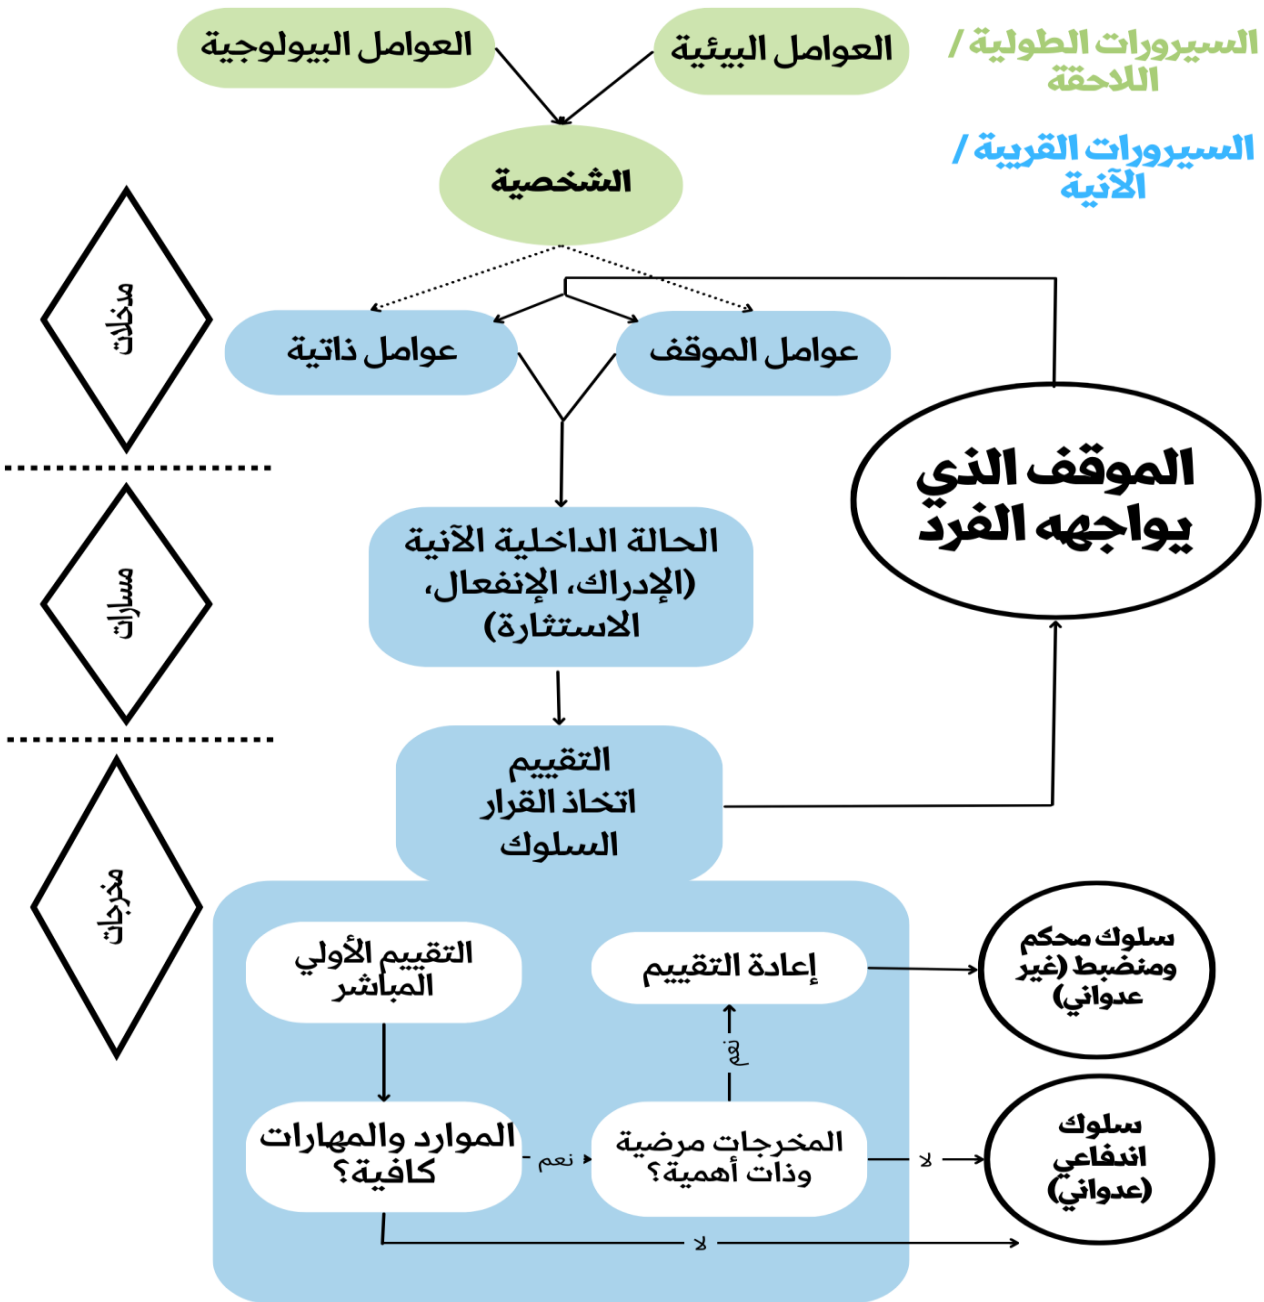 السيرورات الطولية /
اللاحقة
السيرورات القريبة /
الآنية
العوامل البيئية
العوامل البيولوجية
الشخصية
مدخلات
عوامل الموقف
عوامل ذاتية
الموقف الذي
يواجهه الفرد
مسارات
الحالة الداخلية الآنية
(الإدراك، الإنفعال،
الاستثارة)
مخرجات
التقييم
اتخاذ القرار
السلوك
التقييم الأولي
المباشر
إعادة التقييم
سلوك محكم
ومنضبط (غير
عدواني)
نعم
الموارد والمهارات
كافية؟
نعم
المخرجات مرضية
وذات أهمية؟
لا
سلوك
اندفاعي
(عدواني)
لا